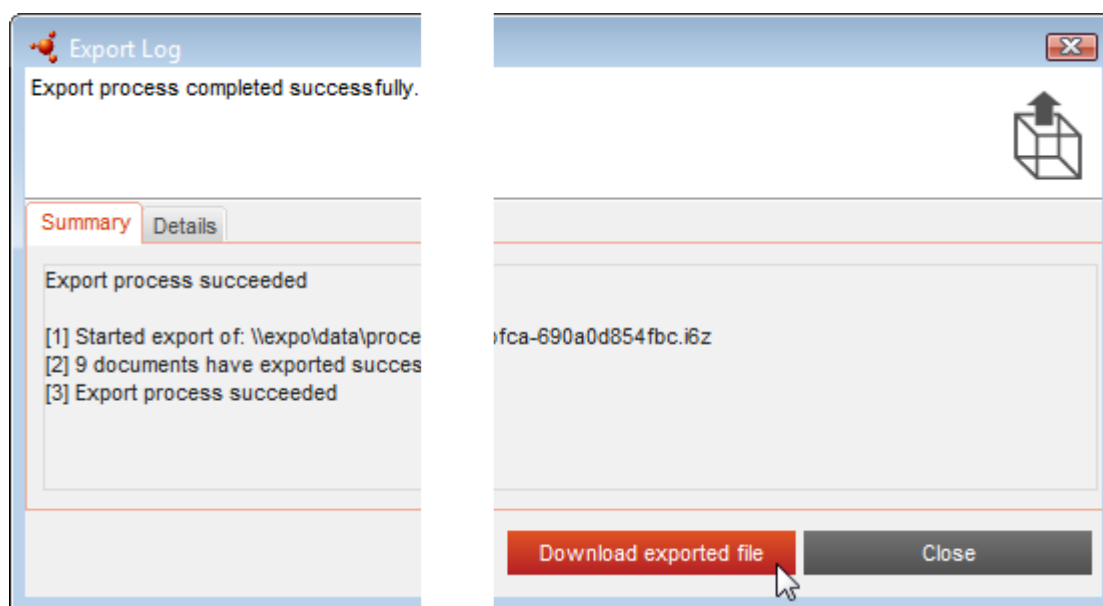 Export Log
Export process completed successfully.
Summary
Details
Export process succeeded
[1] Started export of: \\expo\data\proce ofca-690a0d854fbc.i6z
[2] 9 documents have exported succes
[3] Export process succeeded
Download exported file
Close